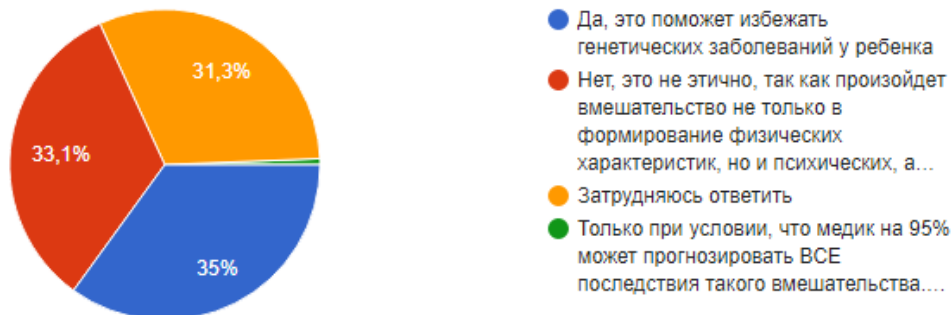 31,3%
33,1%
35%
Да, это поможет избежать
генетических заболеваний у ребенка
Нет, это не этично, так как произойдет
вмешательство не только в
формирование физических
характеристик, но и психических, а…
Затрудняюсь ответить
Только при условии, что медик на 95%
может прогнозировать ВСЕ
последствия такого вмешательства.…